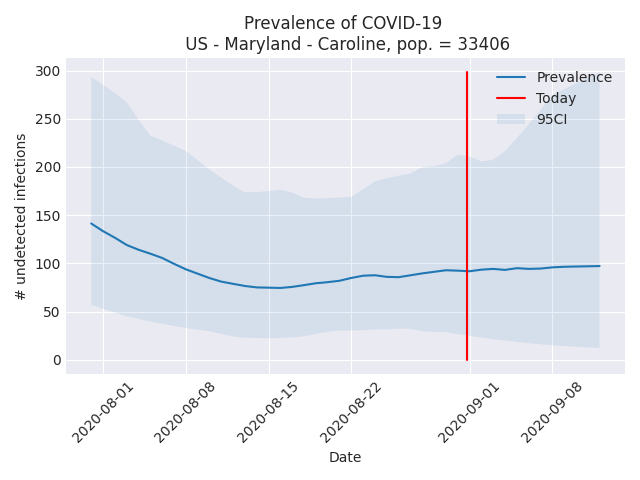 Prevalence of COVID-19
US - Maryland - Caroline, pop. = 33406
# undetected infections
300
250
200
150
100
50
0
Prevalence
Today
95CI
2020-08-01
2020-08-08
2020-08-15
2020-08-22
2020-09-01
2020-09-08
Date